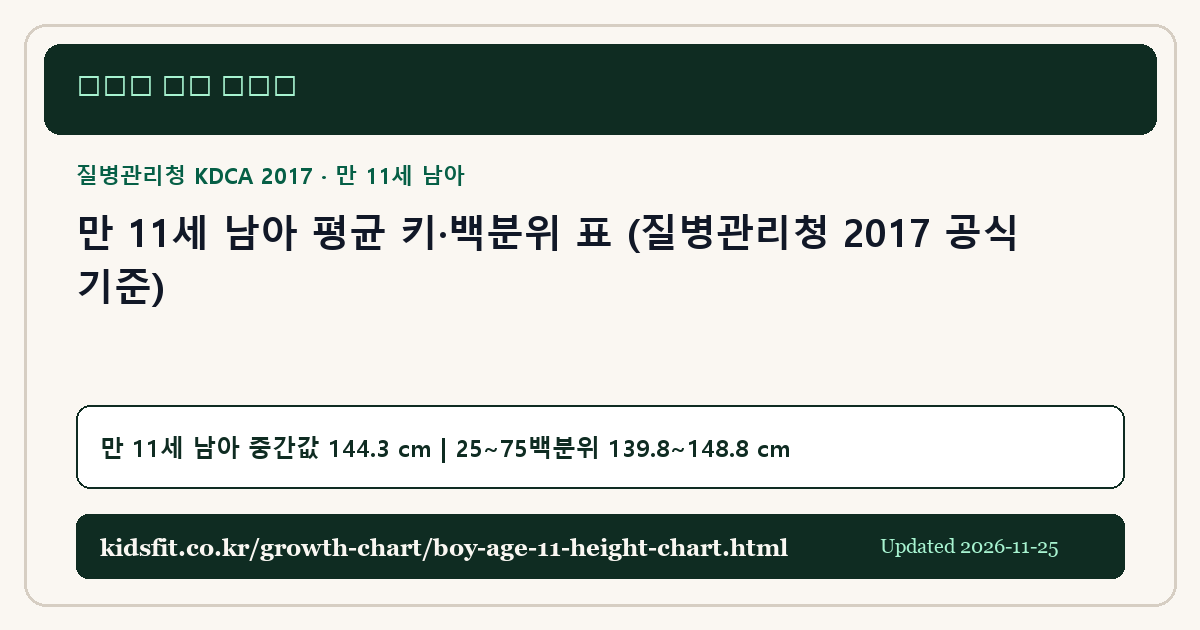 질병관리청 KDCA 2017 · 만 11세 남아
만 11세 남아 평균 키·백분위 표 (질병관리청 2017 공식
기준)
만 11세 남아 중간값 144.3 cm | 25~75백분위 139.8~148.8 cm
kidsfit.co.kr/growth-chart/boy-age-11-height-chart.html
Updated 2026-11-25